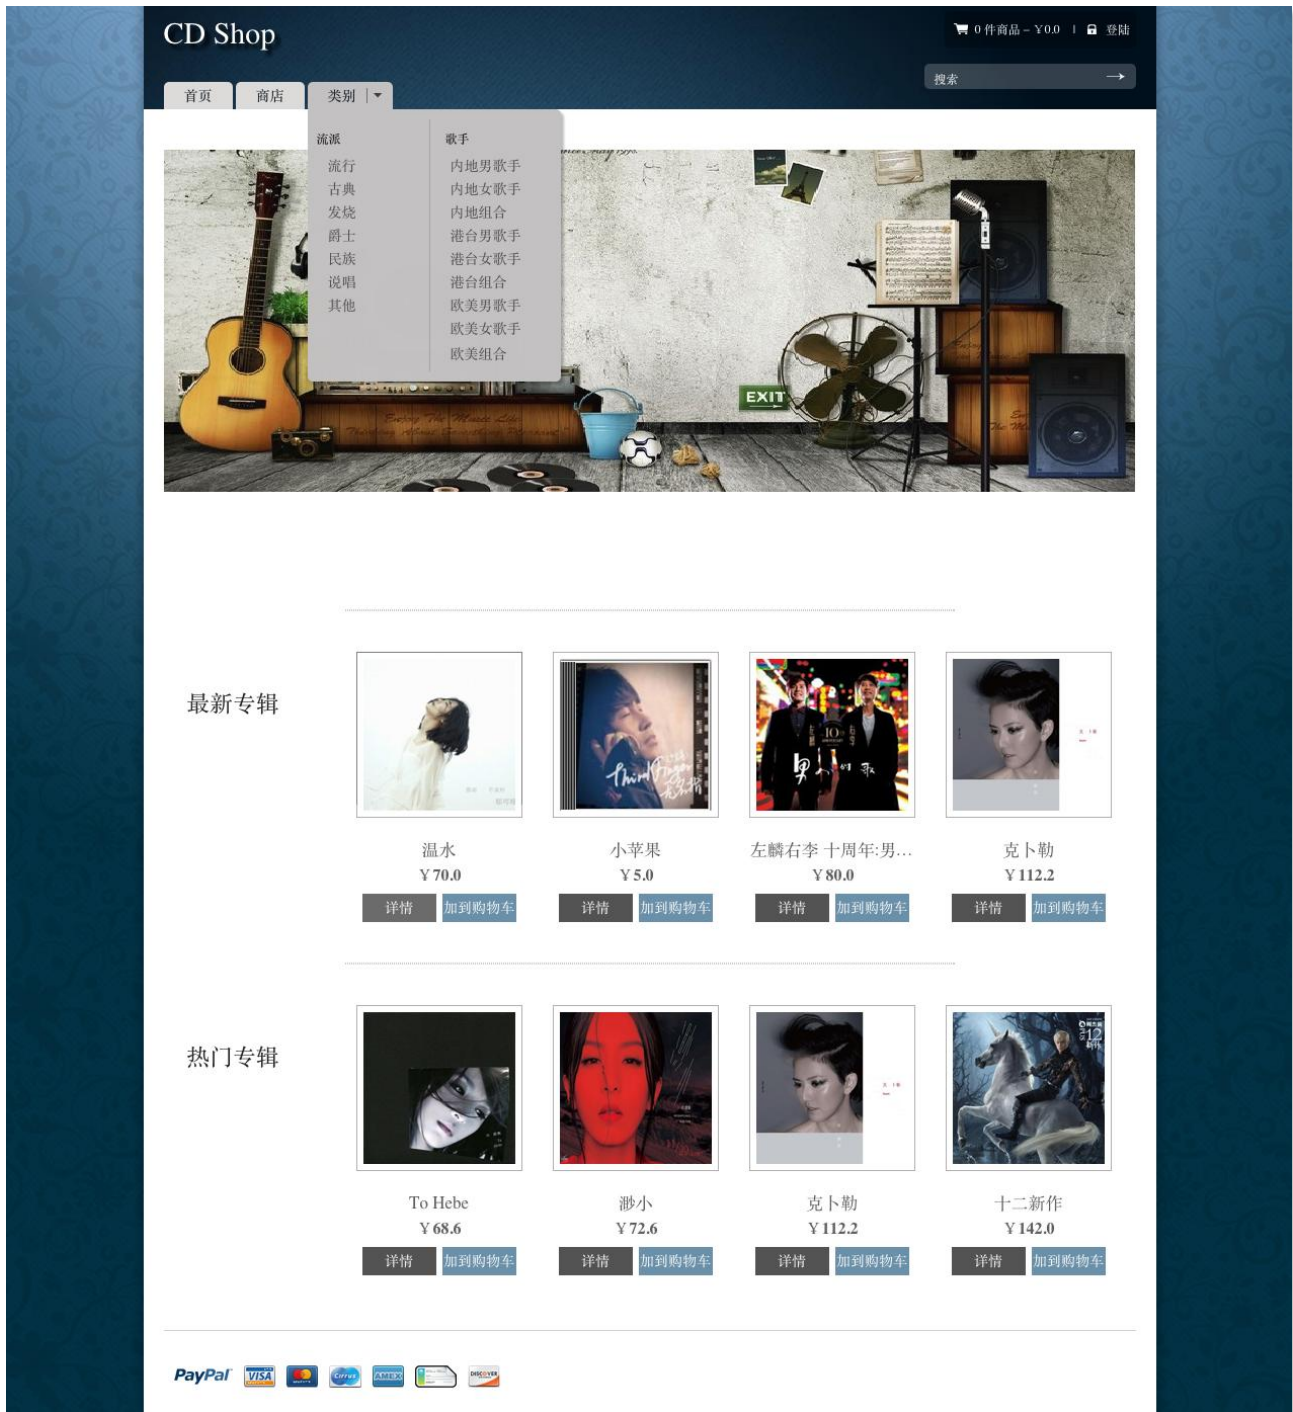 CD Shop
0 件商品 – ￥0.0 | 登陆
搜索
首页 商店 类别
流派
流行
古典
发烧
爵士
民族
说唱
其他
歌手
内地男歌手
内地女歌手
内地组合
港台男歌手
港台女歌手
港台组合
欧美男歌手
欧美女歌手
欧美组合
EXIT
最新专辑
温水
￥70.0
详情 加到购物车
小苹果
￥5.0
详情 加到购物车
左麟右李 十周年:男…
￥80.0
详情 加到购物车
克卜勒
￥112.2
详情 加到购物车
热门专辑
To Hebe
￥68.6
详情 加到购物车
渺小
￥72.6
详情 加到购物车
克卜勒
￥112.2
详情 加到购物车
十二新作
￥142.0
详情 加到购物车
PayPal VISA Cirrus AMEX DISCOVER